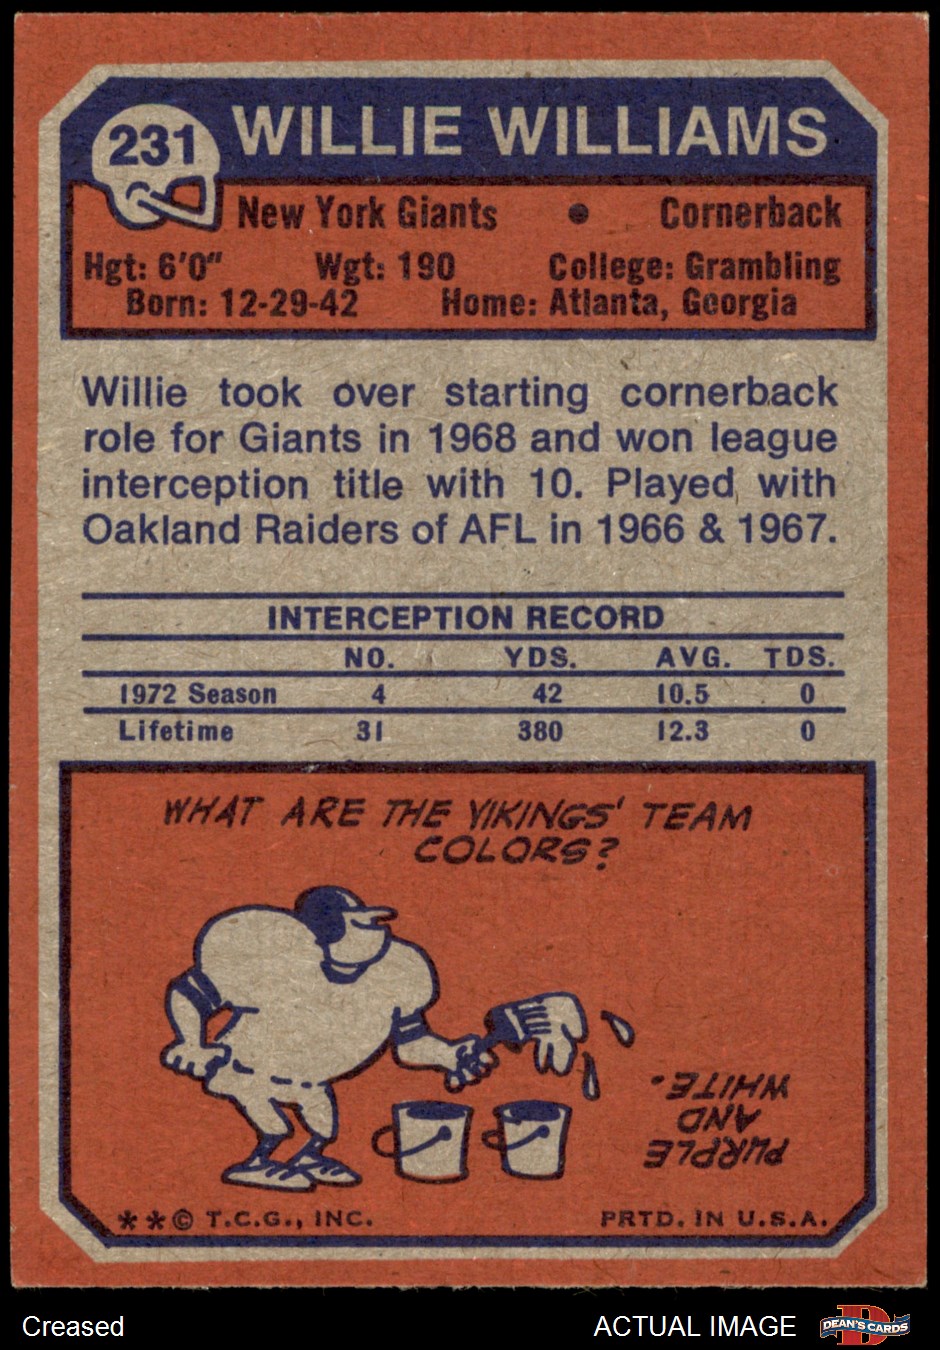 231 WILLIE WILLIAMS
New York Giants • Cornerback
Hgt: 6'0" Wgt: 190 College: Grambling
Born: 12-29-42 Home: Atlanta, Georgia
Willie took over starting cornerback
role for Giants in 1968 and won league
interception title with 10. Played with
Oakland Raiders of AFL in 1966 & 1967.
INTERCEPTION RECORD
NO. YDS. AVG. TDS.
1972 Season 4 42 10.5 0
Lifetime 31 380 12.3 0
WHAT ARE THE VIKINGS' TEAM
COLORS?
PURPLE
AND
WHITE.
**© T.C.G., INC. PRTD. IN U.S.A.
Creased ACTUAL IMAGE DEAN'S CARDS